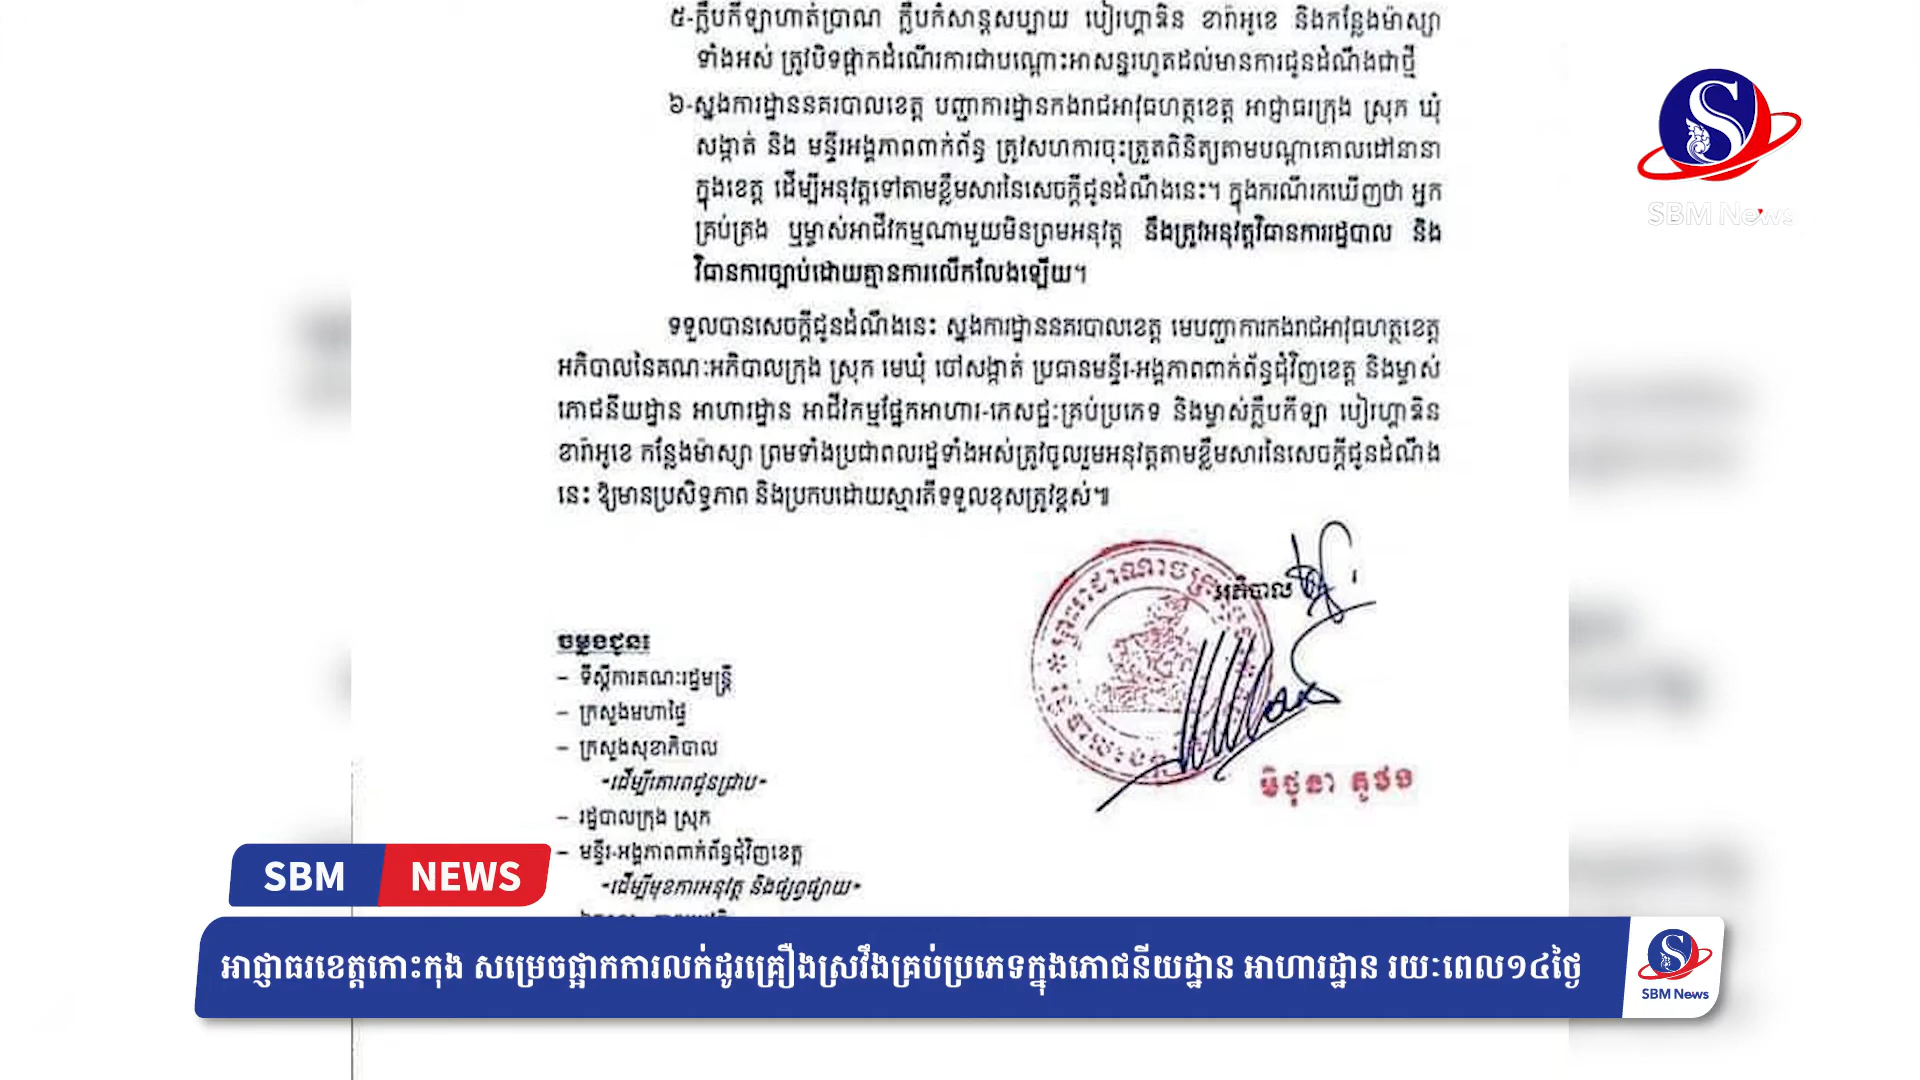 ៥-ក្លឹបកីឡាហាត់ប្រាណ ក្លឹបកំសាន្តសប្បាយ បៀរហ្គាឌិន ខារ៉ាអូខេ និងកន្លែងម៉ាស្សា
ទាំងអស់ ត្រូវបិទផ្អាកដំណើរការជាបណ្តោះអាសន្នរហូតដល់មានការជូនដំណឹងជាថ្មី
៦-ស្នងការដ្ឋាននគរបាលខេត្ត បញ្ជាការដ្ឋានកងរាជអាវុធហត្ថខេត្ត អាជ្ញាធរក្រុង ស្រុក ឃុំ
សង្កាត់ និង មន្ទីរអង្គភាពពាក់ព័ន្ធ ត្រូវសហការចុះត្រួតពិនិត្យតាមបណ្តាគោលដៅនានា
ក្នុងខេត្ត ដើម្បីអនុវត្តទៅតាមខ្លឹមសារនៃសេចក្តីជូនដំណឹងនេះ។ ក្នុងករណីរកឃើញថា អ្នក
គ្រប់គ្រង ឬម្ចាស់អាជីវកម្មណាមួយមិនព្រមអនុវត្ត នឹងត្រូវអនុវត្តវិធានការរដ្ឋបាល និង
វិធានការច្បាប់ដោយគ្មានការលើកលែងឡើយ។
ទទួលបានសេចក្តីជូនដំណឹងនេះ ស្នងការដ្ឋាននគរបាលខេត្ត មេបញ្ជាការកងរាជអាវុធហត្ថខេត្ត
អភិបាលនៃគណៈអភិបាលក្រុង ស្រុក មេឃុំ ចៅសង្កាត់ ប្រធានមន្ទីរ-អង្គភាពពាក់ព័ន្ធជុំវិញខេត្ត និងម្ចាស់
ភោជនីយដ្ឋាន អាហារដ្ឋាន អាជីវកម្មផ្នែកអាហារ-ភេសជ្ជៈគ្រប់ប្រភេទ និងម្ចាស់ក្លឹបកីឡា បៀរហ្គាឌិន
ខារ៉ាអូខេ កន្លែងម៉ាស្សា ព្រមទាំងប្រជាពលរដ្ឋទាំងអស់ត្រូវចូលរួមអនុវត្តតាមខ្លឹមសារនៃសេចក្តីជូនដំណឹង
នេះ ឱ្យមានប្រសិទ្ធភាព និងប្រកបដោយស្មារតីទទួលខុសត្រូវខ្ពស់៕
អភិបាល
មិថុនា ភូថង
ចម្លងជូន៖
– ទីស្តីការគណៈរដ្ឋមន្ត្រី
– ក្រសួងមហាផ្ទៃ
– ក្រសួងសុខាភិបាល
-ដើម្បីគោរពជូនជ្រាប-
– រដ្ឋបាលក្រុង ស្រុក
– មន្ទីរ-អង្គភាពពាក់ព័ន្ធជុំវិញខេត្ត
-ដើម្បីមុខការអនុវត្ត និងផ្សព្វផ្សាយ-
SBM News
SBM NEWS
អាជ្ញាធរខេត្តកោះកុង សម្រេចផ្អាកការលក់ដូរគ្រឿងស្រវឹងគ្រប់ប្រភេទក្នុងភោជនីយដ្ឋាន អាហារដ្ឋាន រយៈពេល១៤ថ្ងៃ
SBM News